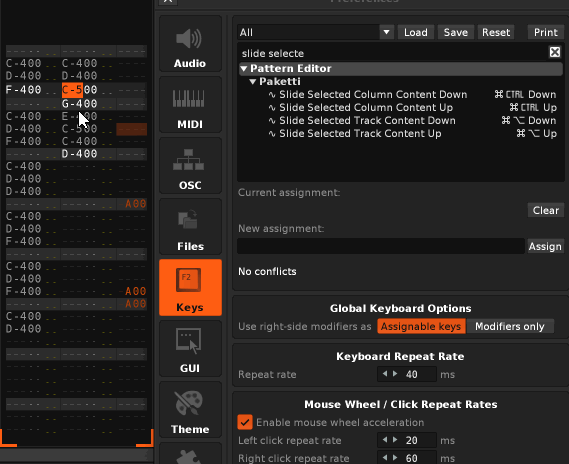 Preferences
All Load Save Reset Print
slide selecte
Pattern Editor
Paketti
Slide Selected Column Content Down ⌘ CTRL Down
Slide Selected Column Content Up ⌘ CTRL Up
Slide Selected Track Content Down ⌘⌥ Down
Slide Selected Track Content Up ⌘⌥ Up
Current assignment:
Clear
New assignment:
Assign
No conflicts
Global Keyboard Options
Use right-side modifiers as Assignable keys Modifiers only
Keyboard Repeat Rate
Repeat rate 40 ms
Mouse Wheel / Click Repeat Rates
Enable mouse wheel acceleration
Left click repeat rate 20 ms
Right click repeat rate 60 ms
Audio
MIDI
OSC
Files
F2
Keys
GUI
Theme
C-400 C-400
D-400 D-400
F-400 C-500
G-400
C-400 E-400
D-400 C-500
F-400 C-400
D-400
C-400
D-400
D-400
A00
C-400
D-400
F-400
C-400
D-400
F-400 A00
A00
C-400
D-400